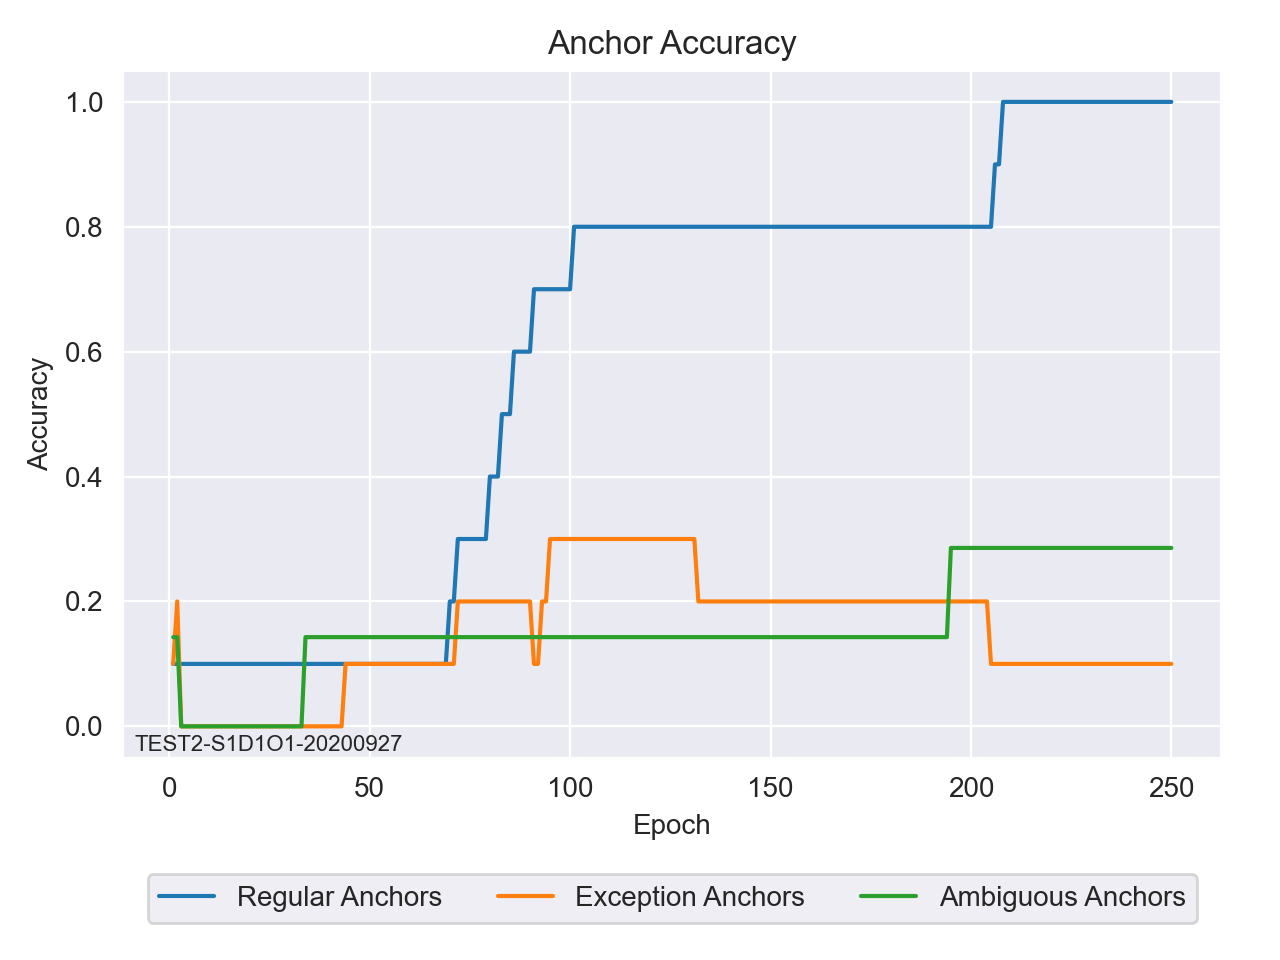 Anchor Accuracy
1.0
0.8
0.6
0.4
0.2
0.0
Accuracy
TEST2-S1D1O1-20200927
0 50 100 150 200 250
Epoch
Regular Anchors Exception Anchors Ambiguous Anchors